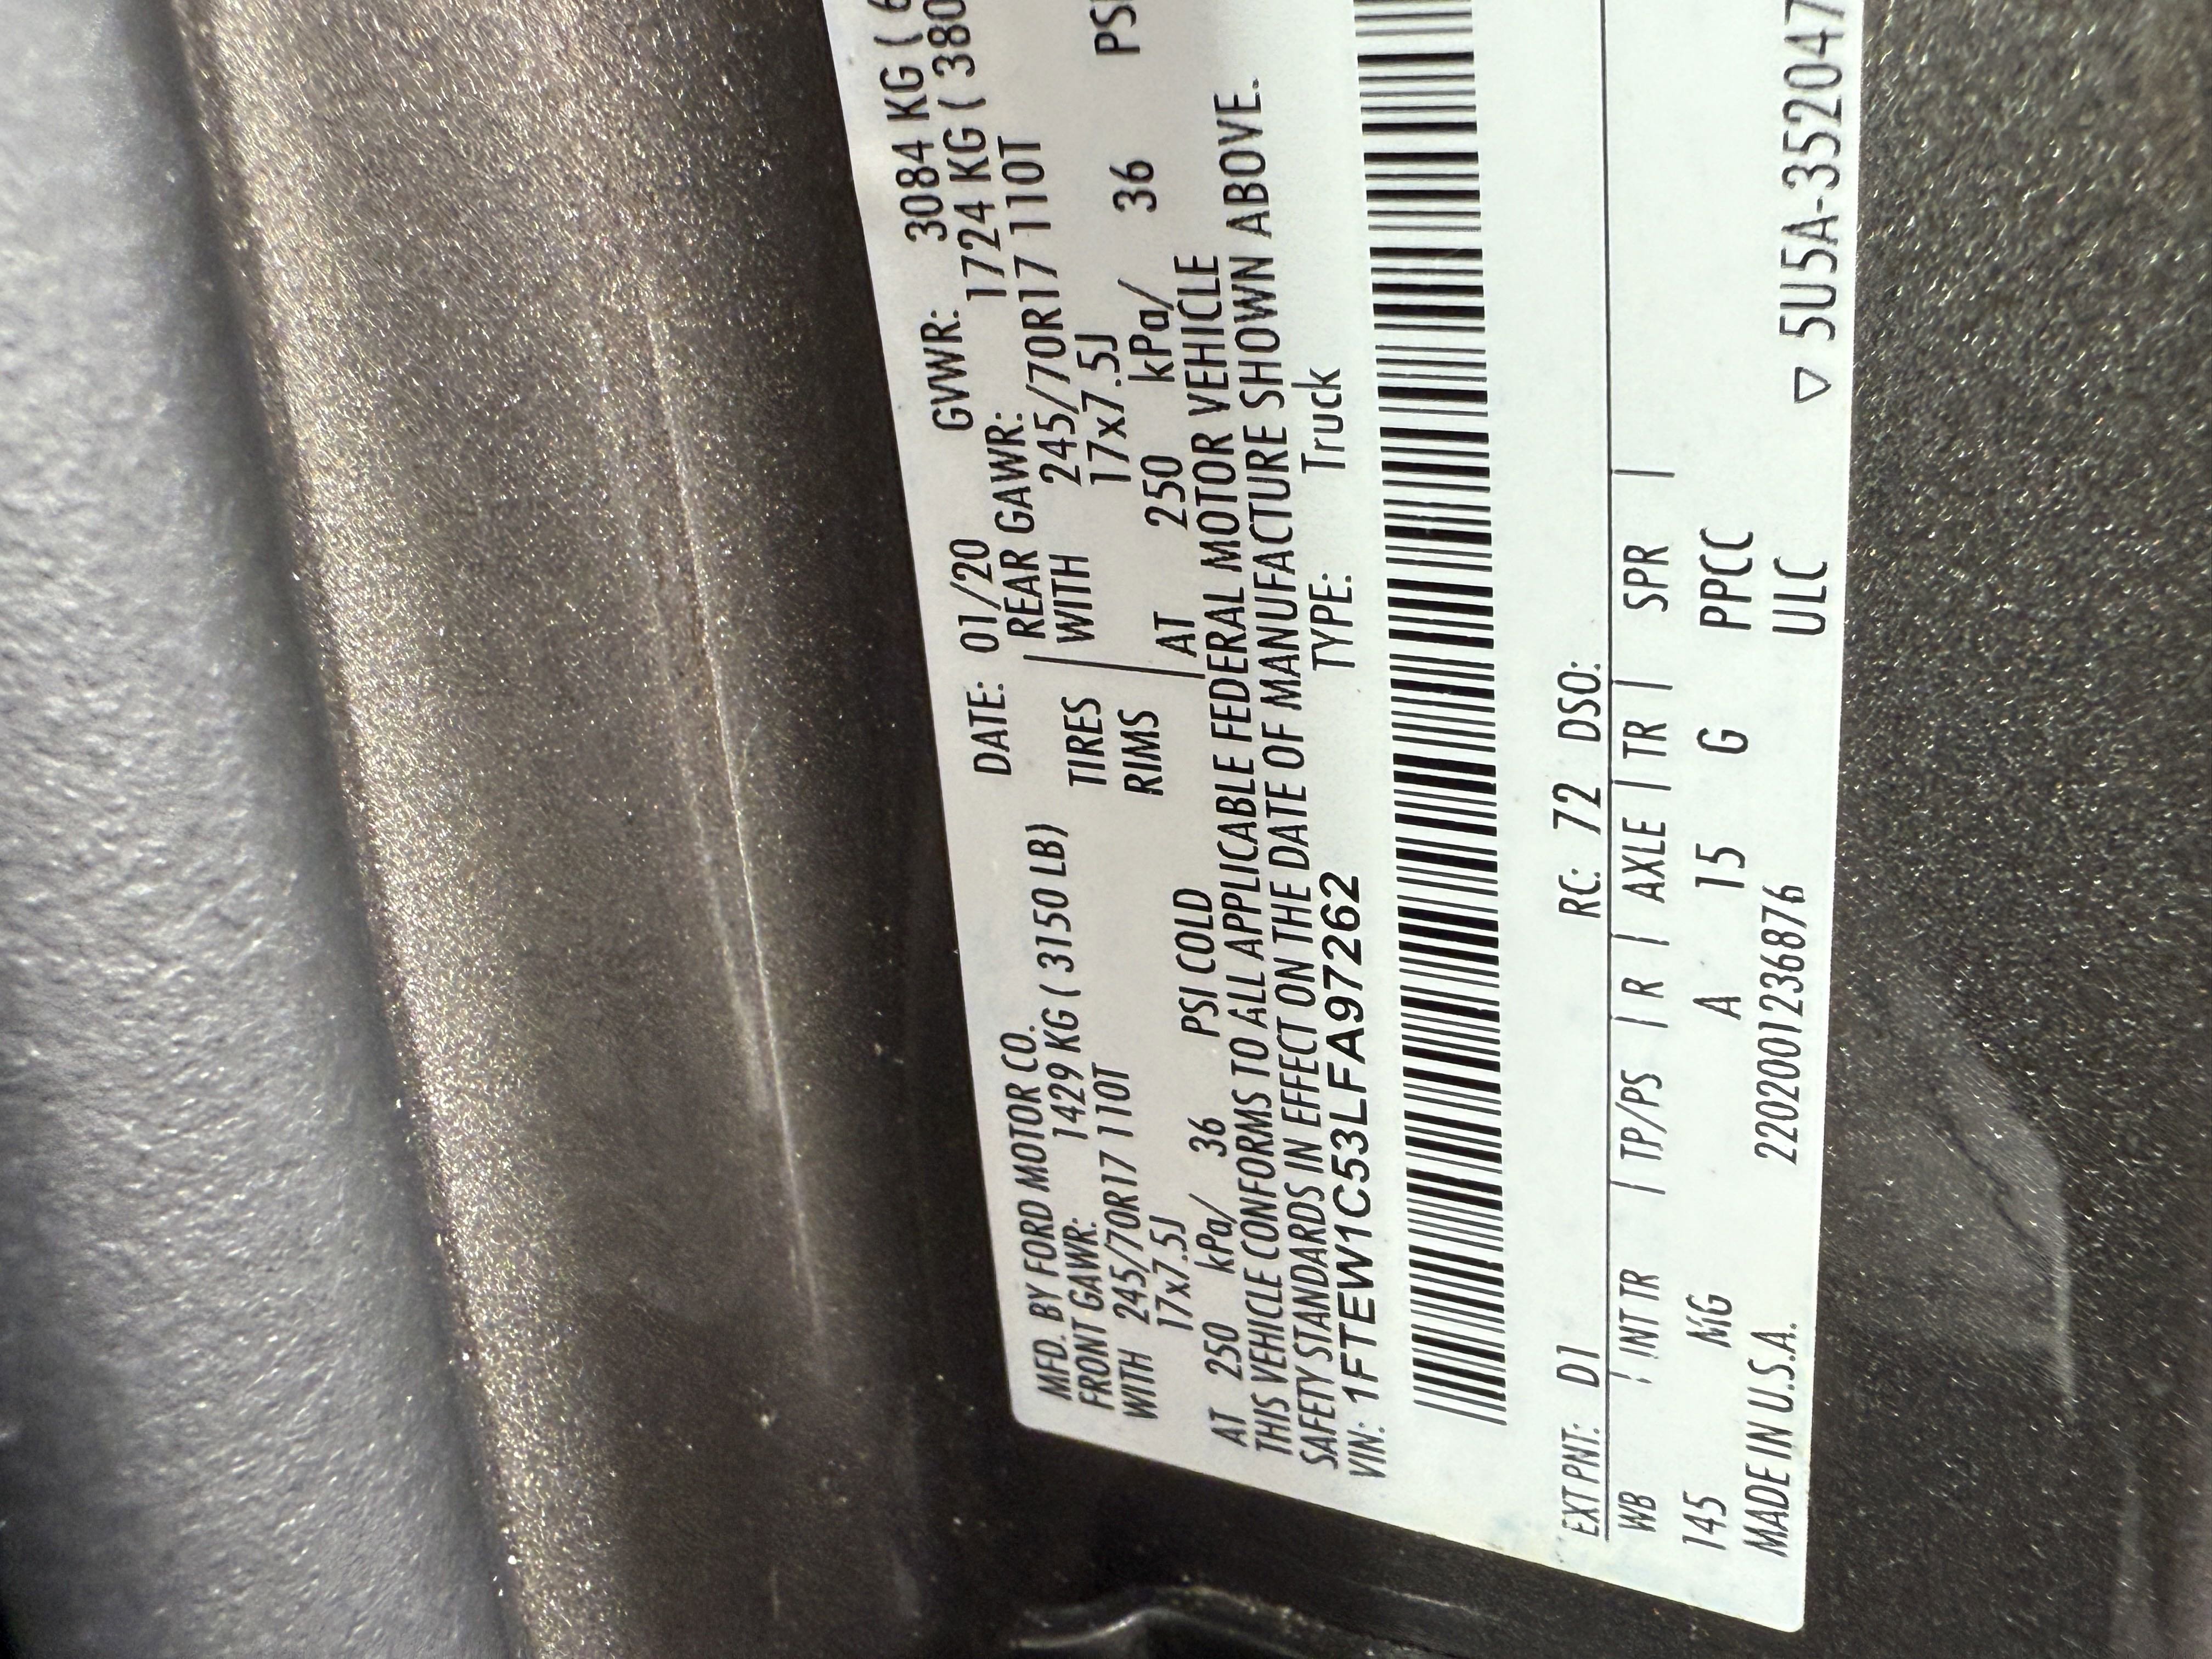 MFD. BY FORD MOTOR CO. DATE: 01/20 GVWR: 3084 KG ( 6
FRONT GAWR: 1429 KG ( 3150 LB) REAR GAWR: 1724 KG ( 380
WITH 245/70R17 110T TIRES WITH 245/70R17 110T
17x7.5J RIMS 17x7.5J
AT 250 kPa/ 36 PSI COLD AT 250 kPa/ 36 PSI
THIS VEHICLE CONFORMS TO ALL APPLICABLE FEDERAL MOTOR VEHICLE
SAFETY STANDARDS IN EFFECT ON THE DATE OF MANUFACTURE SHOWN ABOVE.
VIN: 1FTEW1C53LFA97262 TYPE: Truck
EXT PNT: D1 RC: 72 DSO:
WB / INT TR / TP/PS / R / AXLE / TR / SPR /
145 MG A 15 G PPCC
MADE IN U.S.A. 2202001236876 ULC
▽ 5U5A-3520472